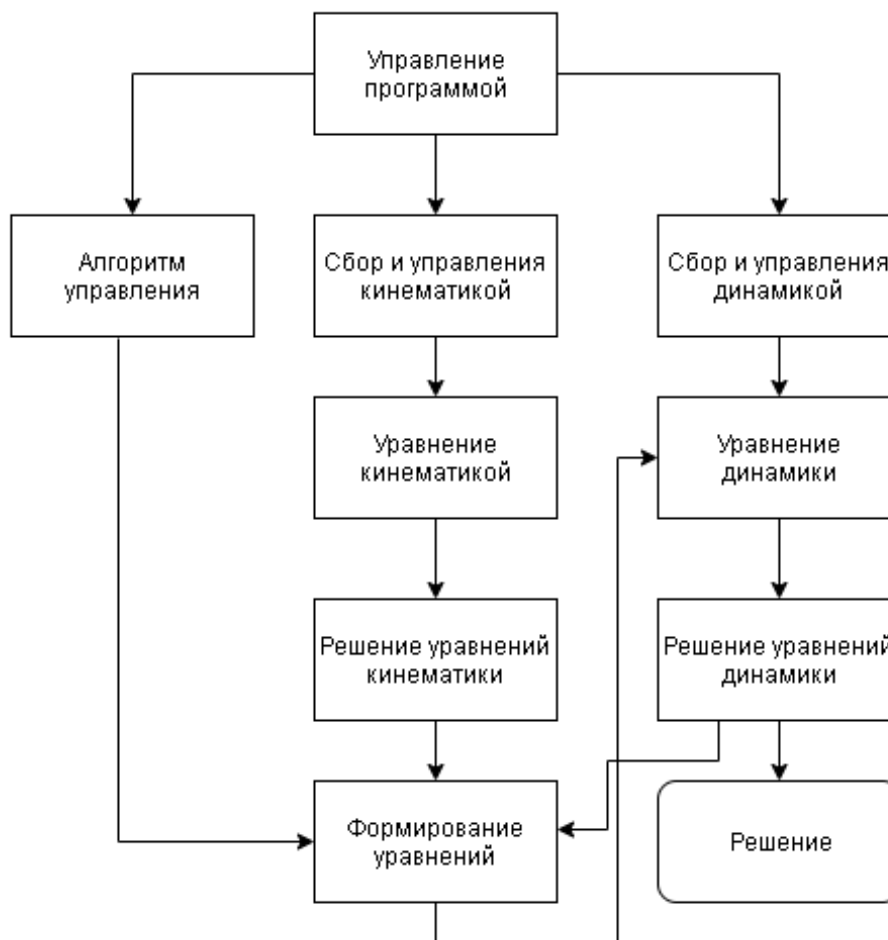 Управление
программой
Алгоритм
управления
Сбор и управления
кинематикой
Сбор и управления
динамикой
Уравнение
кинематикой
Уравнение
динамики
Решение уравнений
кинематики
Решение уравнений
динамики
Формирование
уравнений
Решение